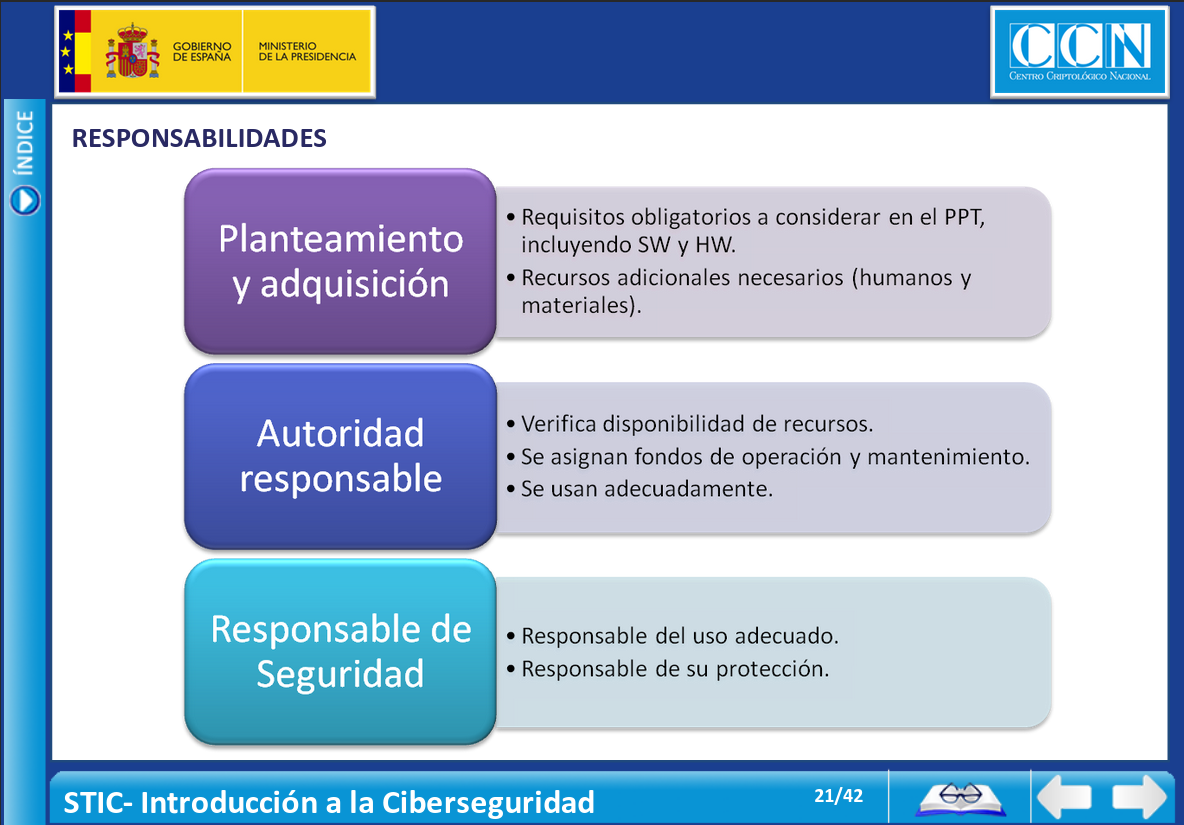 GOBIERNO
DE ESPAÑA
MINISTERIO
DE LA PRESIDENCIA
CCN
CENTRO CRIPTOLÓGICO NACIONAL
ÍNDICE
RESPONSABILIDADES
Planteamiento
y adquisición
• Requisitos obligatorios a considerar en el PPT,
incluyendo SW y HW.
• Recursos adicionales necesarios (humanos y
materiales).
Autoridad
responsable
• Verifica disponibilidad de recursos.
• Se asignan fondos de operación y mantenimiento.
• Se usan adecuadamente.
Responsable de
Seguridad
• Responsable del uso adecuado.
• Responsable de su protección.
STIC- Introducción a la Ciberseguridad
21/42